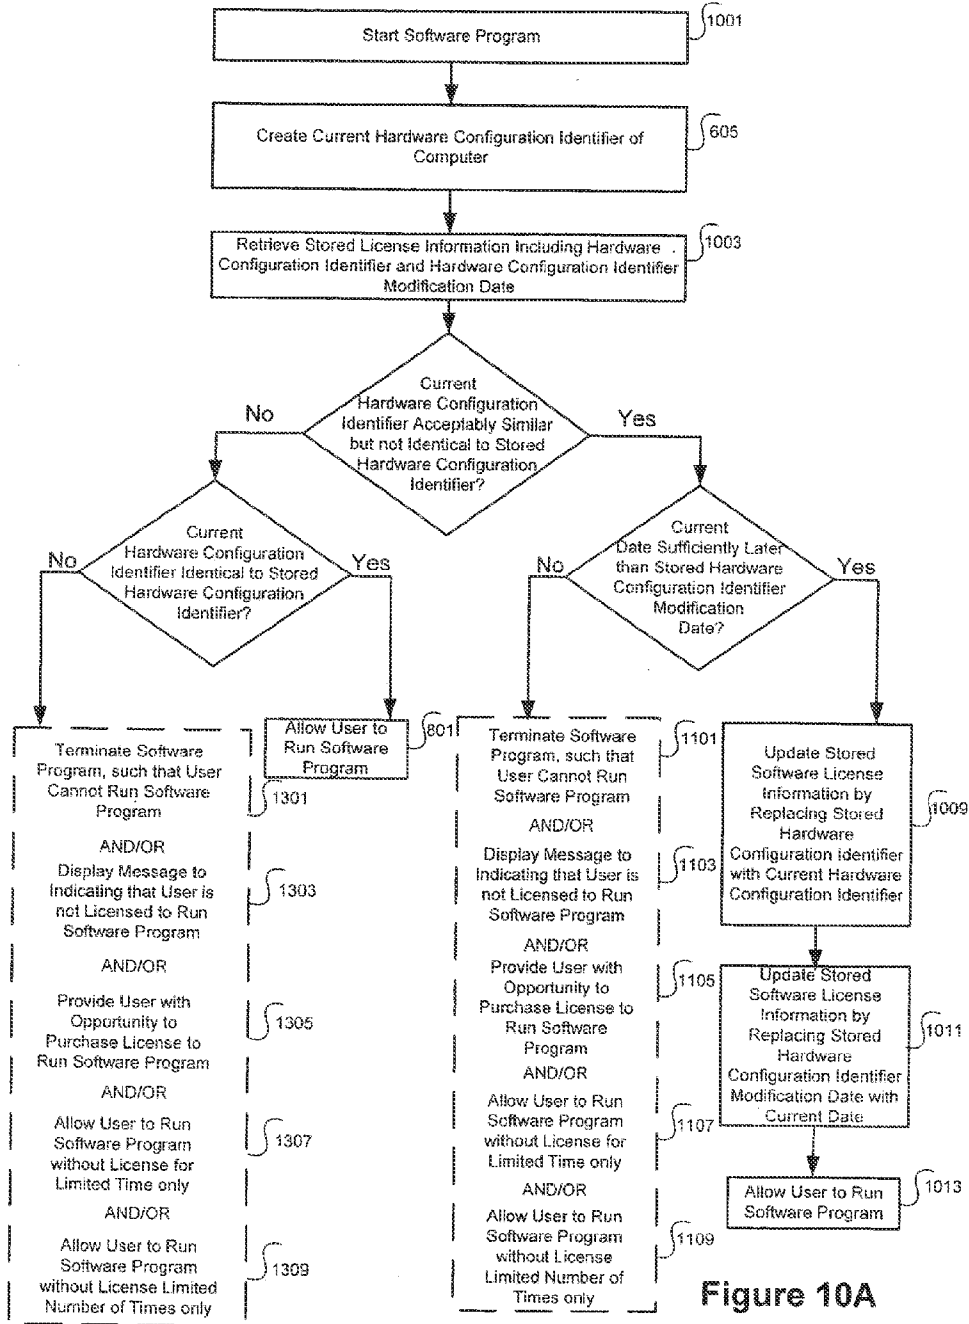 Start Software Program
1001
Create Current Hardware Configuration Identifier of
Computer
605
Retrieve Stored License Information Including Hardware
Configuration Identifier and Hardware Configuration Identifier
Modification Date
1003
Current
Hardware Configuration
Identifier Acceptably Similar
but not Identical to Stored
Hardware Configuration
Identifier?
No
Yes
Current
Hardware Configuration
Identifier Identical to Stored
Hardware Configuration
Identifier?
No
Yes
Current
Date Sufficiently Later
than Stored Hardware
Configuration Identifier
Modification
Date?
No
Yes
Terminate Software
Program, such that User
Cannot Run Software
Program
1301
AND/OR
Display Message to
Indicating that User is
not Licensed to Run
Software Program
1303
AND/OR
Provide User with
Opportunity to
Purchase License to
Run Software Program
1305
AND/OR
Allow User to Run
Software Program
without License for
Limited Time only
1307
AND/OR
Allow User to Run
Software Program
without License Limited
Number of Times only
1309
Allow User to
Run Software
Program
801
Terminate Software
Program, such that
User Cannot Run
Software Program
1101
AND/OR
Display Message to
Indicating that User is
not Licensed to Run
Software Program
1103
AND/OR
Provide User with
Opportunity to
Purchase License to
Run Software
Program
1105
AND/OR
Allow User to Run
Software Program
without License for
Limited Time only
1107
AND/OR
Allow User to Run
Software Program
without License
Limited Number of
Times only
1109
Update Stored
Software License
Information by
Replacing Stored
Hardware
Configuration Identifier
with Current Hardware
Configuration Identifier
1009
Update Stored
Software License
Information by
Replacing Stored
Hardware
Configuration Identifier
Modification Date with
Current Date
1011
Allow User to Run
Software Program
1013
Figure 10A